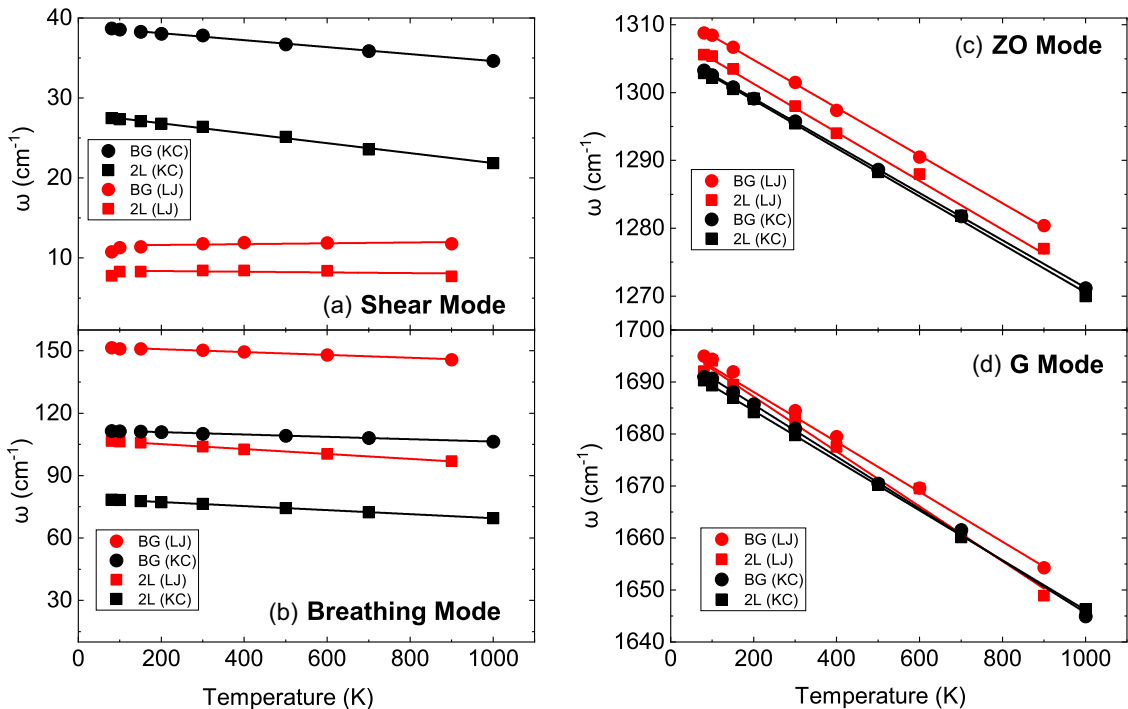 40
30
20
10
ω (cm⁻¹)
BG (KC)
2L (KC)
BG (LJ)
2L (LJ)
(a) Shear Mode
150
120
90
60
30
ω (cm⁻¹)
BG (LJ)
BG (KC)
2L (LJ)
2L (KC)
(b) Breathing Mode
0 200 400 600 800 1000
Temperature (K)
1310
1300
1290
1280
1270
ω (cm⁻¹)
(c) ZO Mode
BG (LJ)
2L (LJ)
BG (KC)
2L (KC)
1700
1690
1680
1670
1660
1650
1640
ω (cm⁻¹)
(d) G Mode
BG (LJ)
2L (LJ)
BG (KC)
2L (KC)
0 200 400 600 800 1000
Temperature (K)